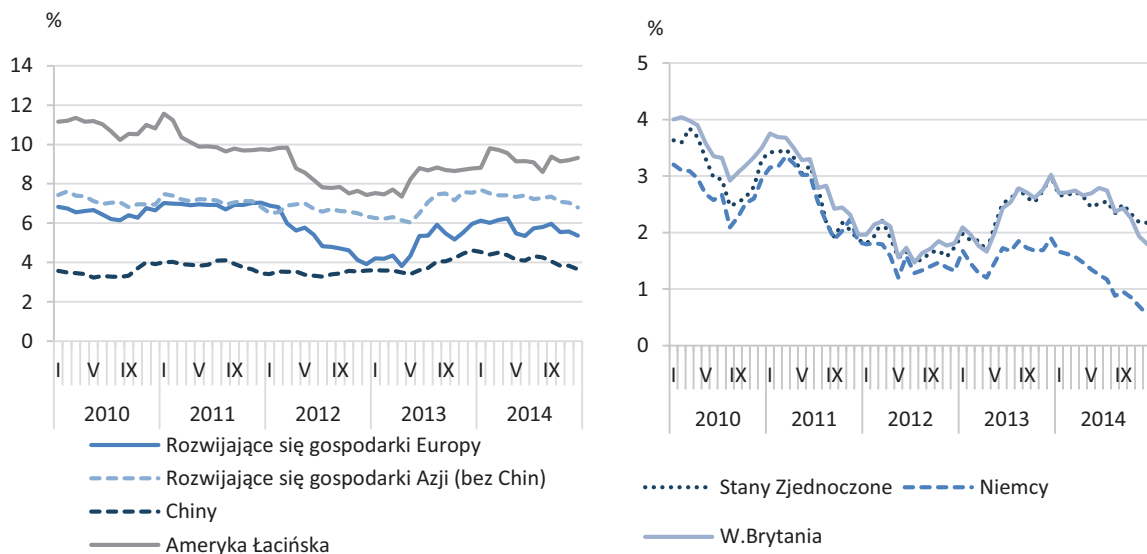 %
14
12
10
8
6
4
2
0
I V IX I V IX I V IX I V IX I V IX
2010 2011 2012 2013 2014
Rozwijające się gospodarki Europy
Rozwijające się gospodarki Azji (bez Chin)
Chiny
Ameryka Łacińska
%
5
4
3
2
1
0
I V IX I V IX I V IX I V IX I V IX
2010 2011 2012 2013 2014
Stany Zjednoczone Niemcy
W.Brytania